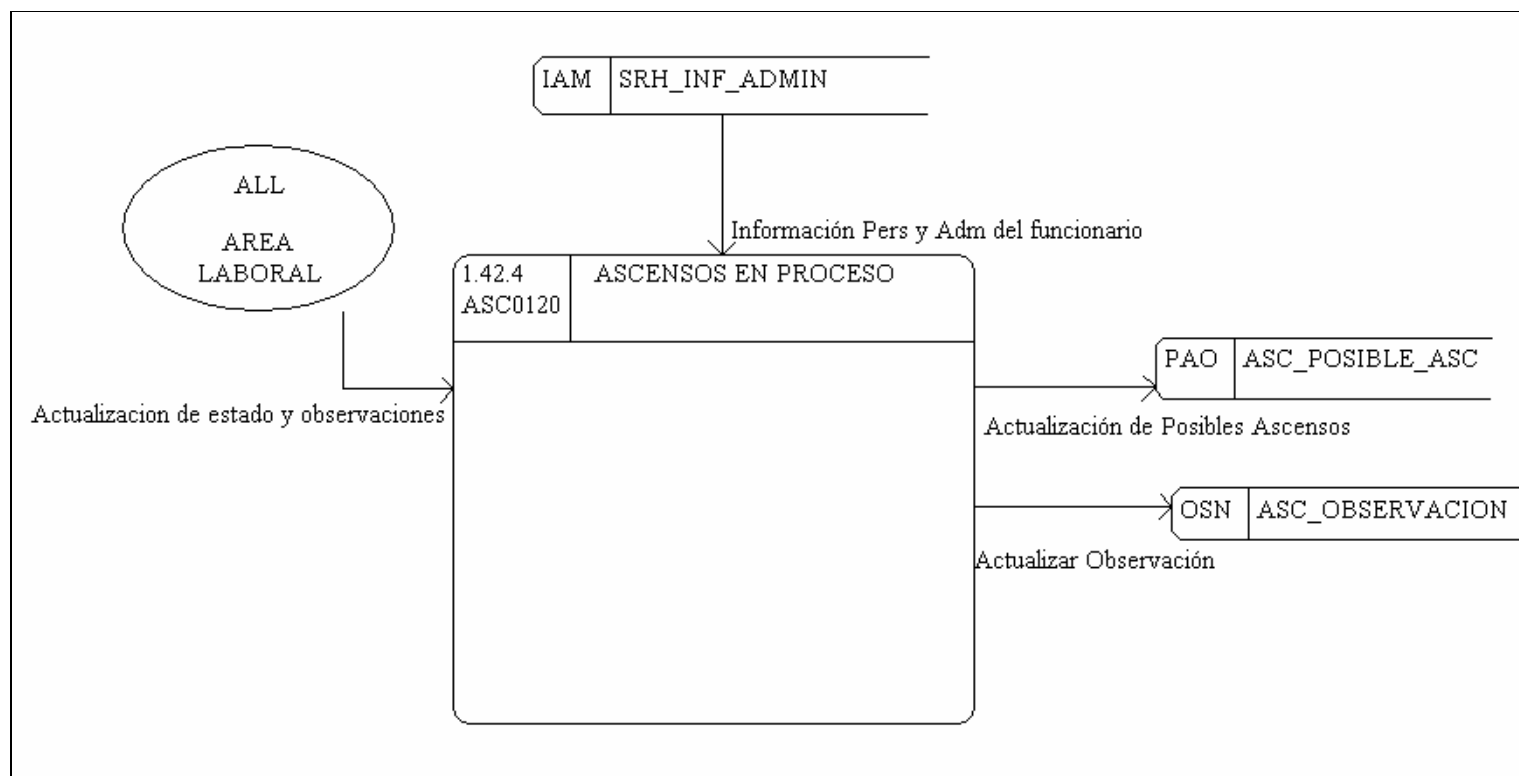 IAM SRH_INF_ADMIN
ALL
AREA
LABORAL
Información Pers y Adm del funcionario
1.42.4 ASCENSOS EN PROCESO
ASC0120
PAO ASC_POSIBLE_ASC
Actualizacion de estado y observaciones
Actualización de Posibles Ascensos
OSN ASC_OBSERVACION
Actualizar Observación